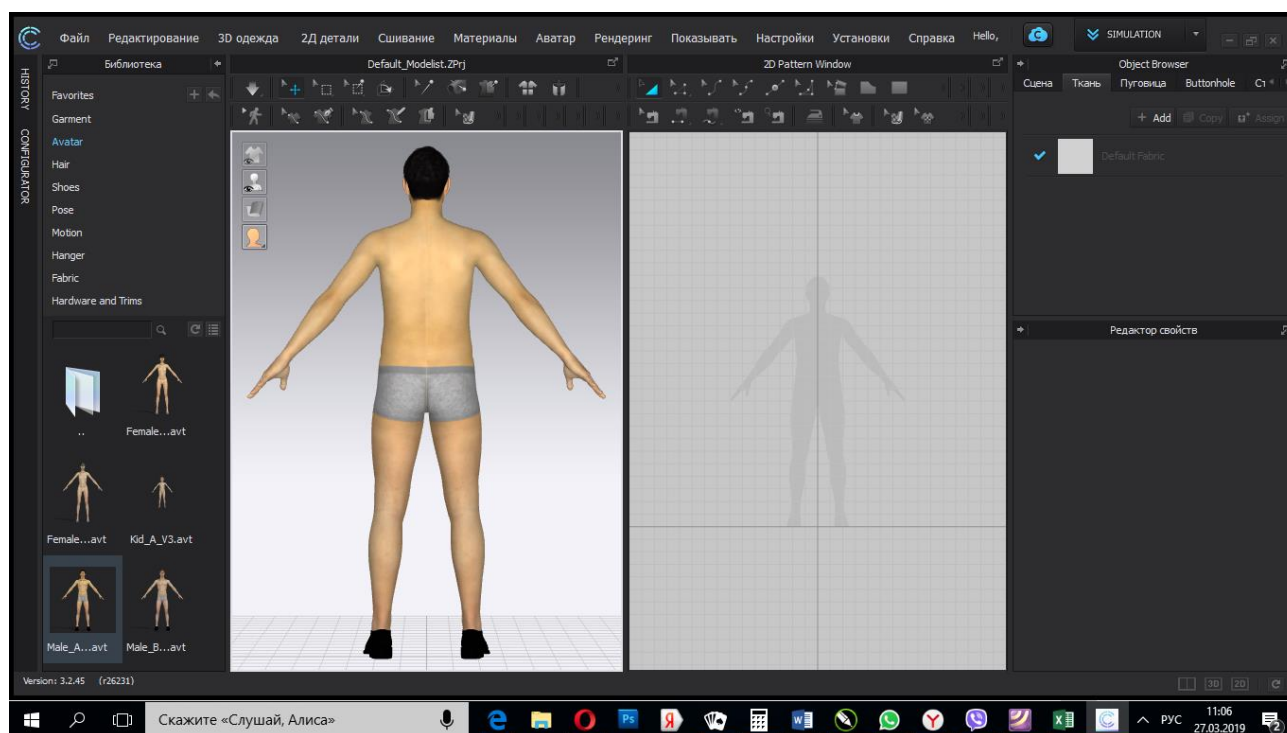 Файл Редактирование 3D одежда 2Д детали Сшивание Материалы Аватар Рендеринг Показывать Настройки Установки Справка Hello, SIMULATION
HISTORY
CONFIGURATOR
Библиотека
Favorites
Garment
Avatar
Hair
Shoes
Pose
Motion
Hanger
Fabric
Hardware and Trims
..
Female...avt
Female...avt Kid_A_V3.avt
Male_A...avt Male_B...avt
Default_Modelist.ZPrj
2D Pattern Window
Object Browser
Сцена Ткань Пуговица Buttonhole Ст
+ Add Copy Assign
Default Fabric
Редактор свойств
Version: 3.2.45 (r26231)
3D 2D
Скажите «Слушай, Алиса»
Ps
РУС
11:06
27.03.2019